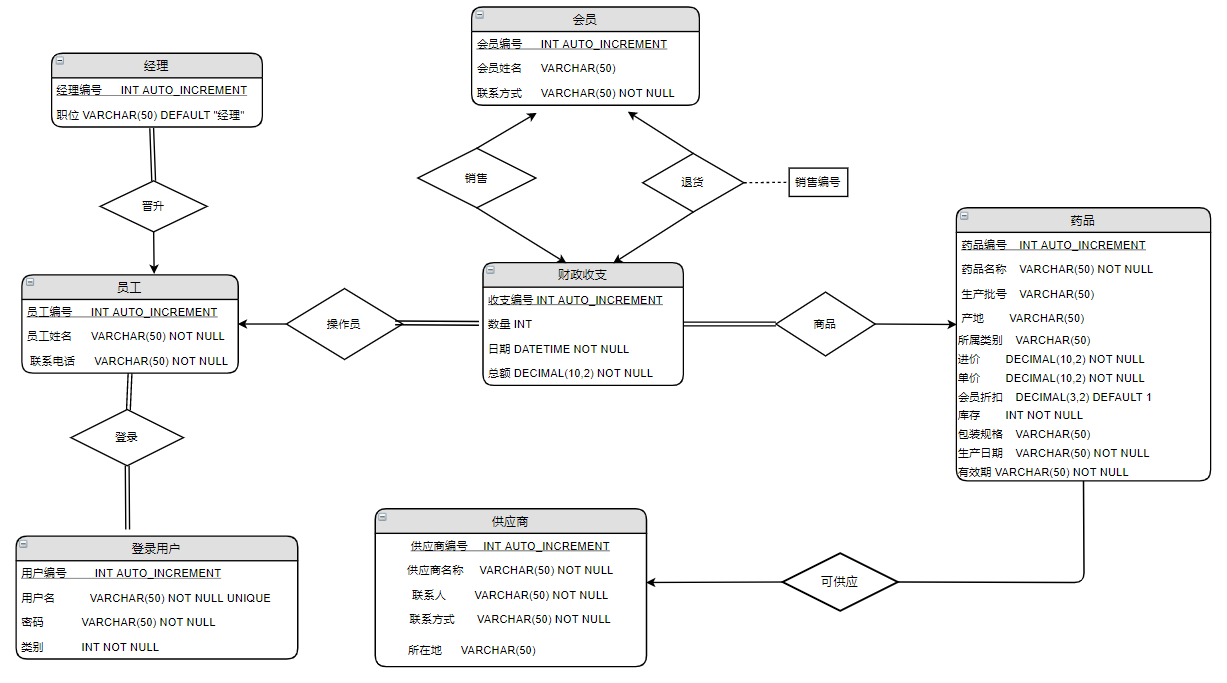 会员
会员编号 INT AUTO_INCREMENT
会员姓名 VARCHAR(50)
联系方式 VARCHAR(50) NOT NULL
经理
经理编号 INT AUTO_INCREMENT
职位 VARCHAR(50) DEFAULT "经理"
晋升
销售
退货
销售编号
员工
员工编号 INT AUTO_INCREMENT
员工姓名 VARCHAR(50) NOT NULL
联系电话 VARCHAR(50) NOT NULL
操作员
财政收支
收支编号 INT AUTO_INCREMENT
数量 INT
日期 DATETIME NOT NULL
总额 DECIMAL(10,2) NOT NULL
商品
药品
药品编号 INT AUTO_INCREMENT
药品名称 VARCHAR(50) NOT NULL
生产批号 VARCHAR(50)
产地 VARCHAR(50)
所属类别 VARCHAR(50)
进价 DECIMAL(10,2) NOT NULL
单价 DECIMAL(10,2) NOT NULL
会员折扣 DECIMAL(3,2) DEFAULT 1
库存 INT NOT NULL
包装规格 VARCHAR(50)
生产日期 VARCHAR(50) NOT NULL
有效期 VARCHAR(50) NOT NULL
登录
登录用户
用户编号 INT AUTO_INCREMENT
用户名 VARCHAR(50) NOT NULL UNIQUE
密码 VARCHAR(50) NOT NULL
类别 INT NOT NULL
供应商
供应商编号 INT AUTO_INCREMENT
供应商名称 VARCHAR(50) NOT NULL
联系人 VARCHAR(50) NOT NULL
联系方式 VARCHAR(50) NOT NULL
所在地 VARCHAR(50)
可供应